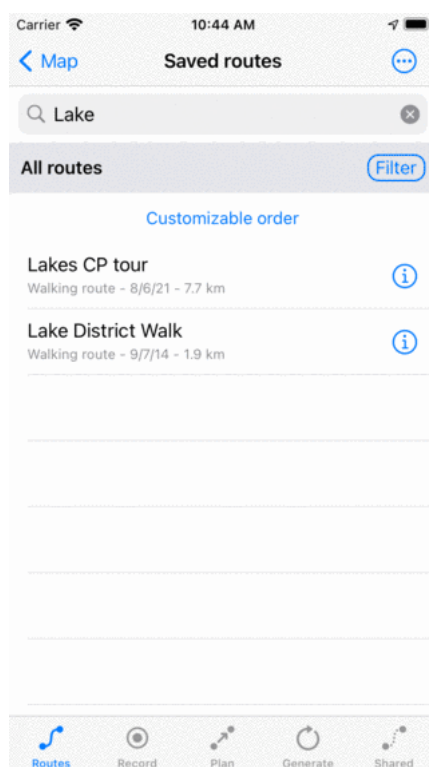 Carrier 10:44 AM
Map Saved routes
Lake
All routes Filter
Customizable order
Lakes CP tour
Walking route - 8/6/21 - 7.7 km
Lake District Walk
Walking route - 9/7/14 - 1.9 km
Routes Record Plan Generate Shared